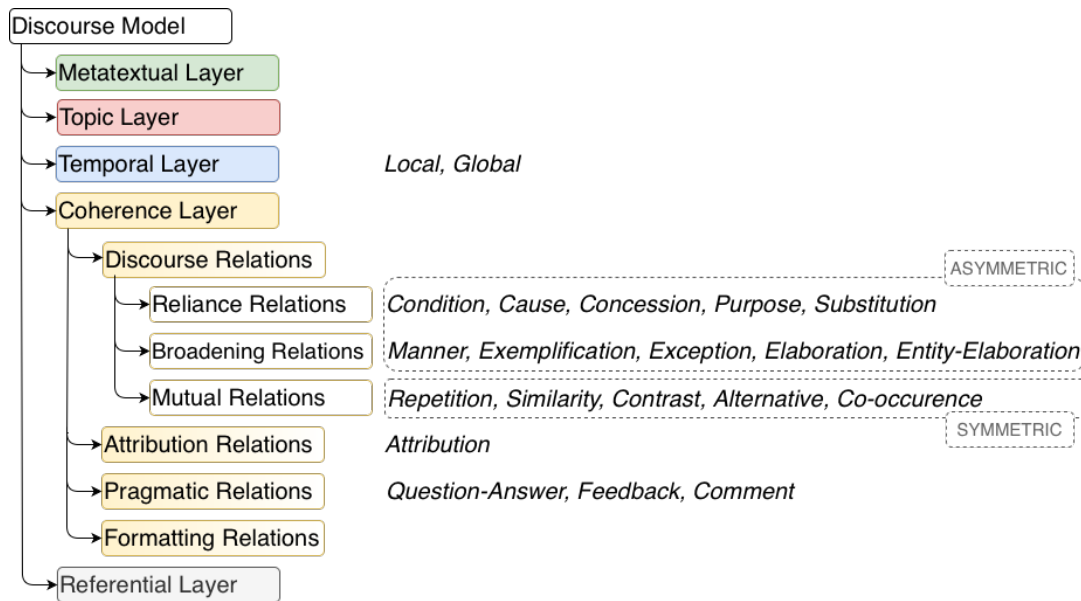 Discourse Model
Metatextual Layer
Topic Layer
Temporal Layer Local, Global
Coherence Layer
Discourse Relations
ASYMMETRIC
Reliance Relations Condition, Cause, Concession, Purpose, Substitution
Broadening Relations Manner, Exemplification, Exception, Elaboration, Entity-Elaboration
Mutual Relations Repetition, Similarity, Contrast, Alternative, Co-occurence
SYMMETRIC
Attribution Relations Attribution
Pragmatic Relations Question-Answer, Feedback, Comment
Formatting Relations
Referential Layer